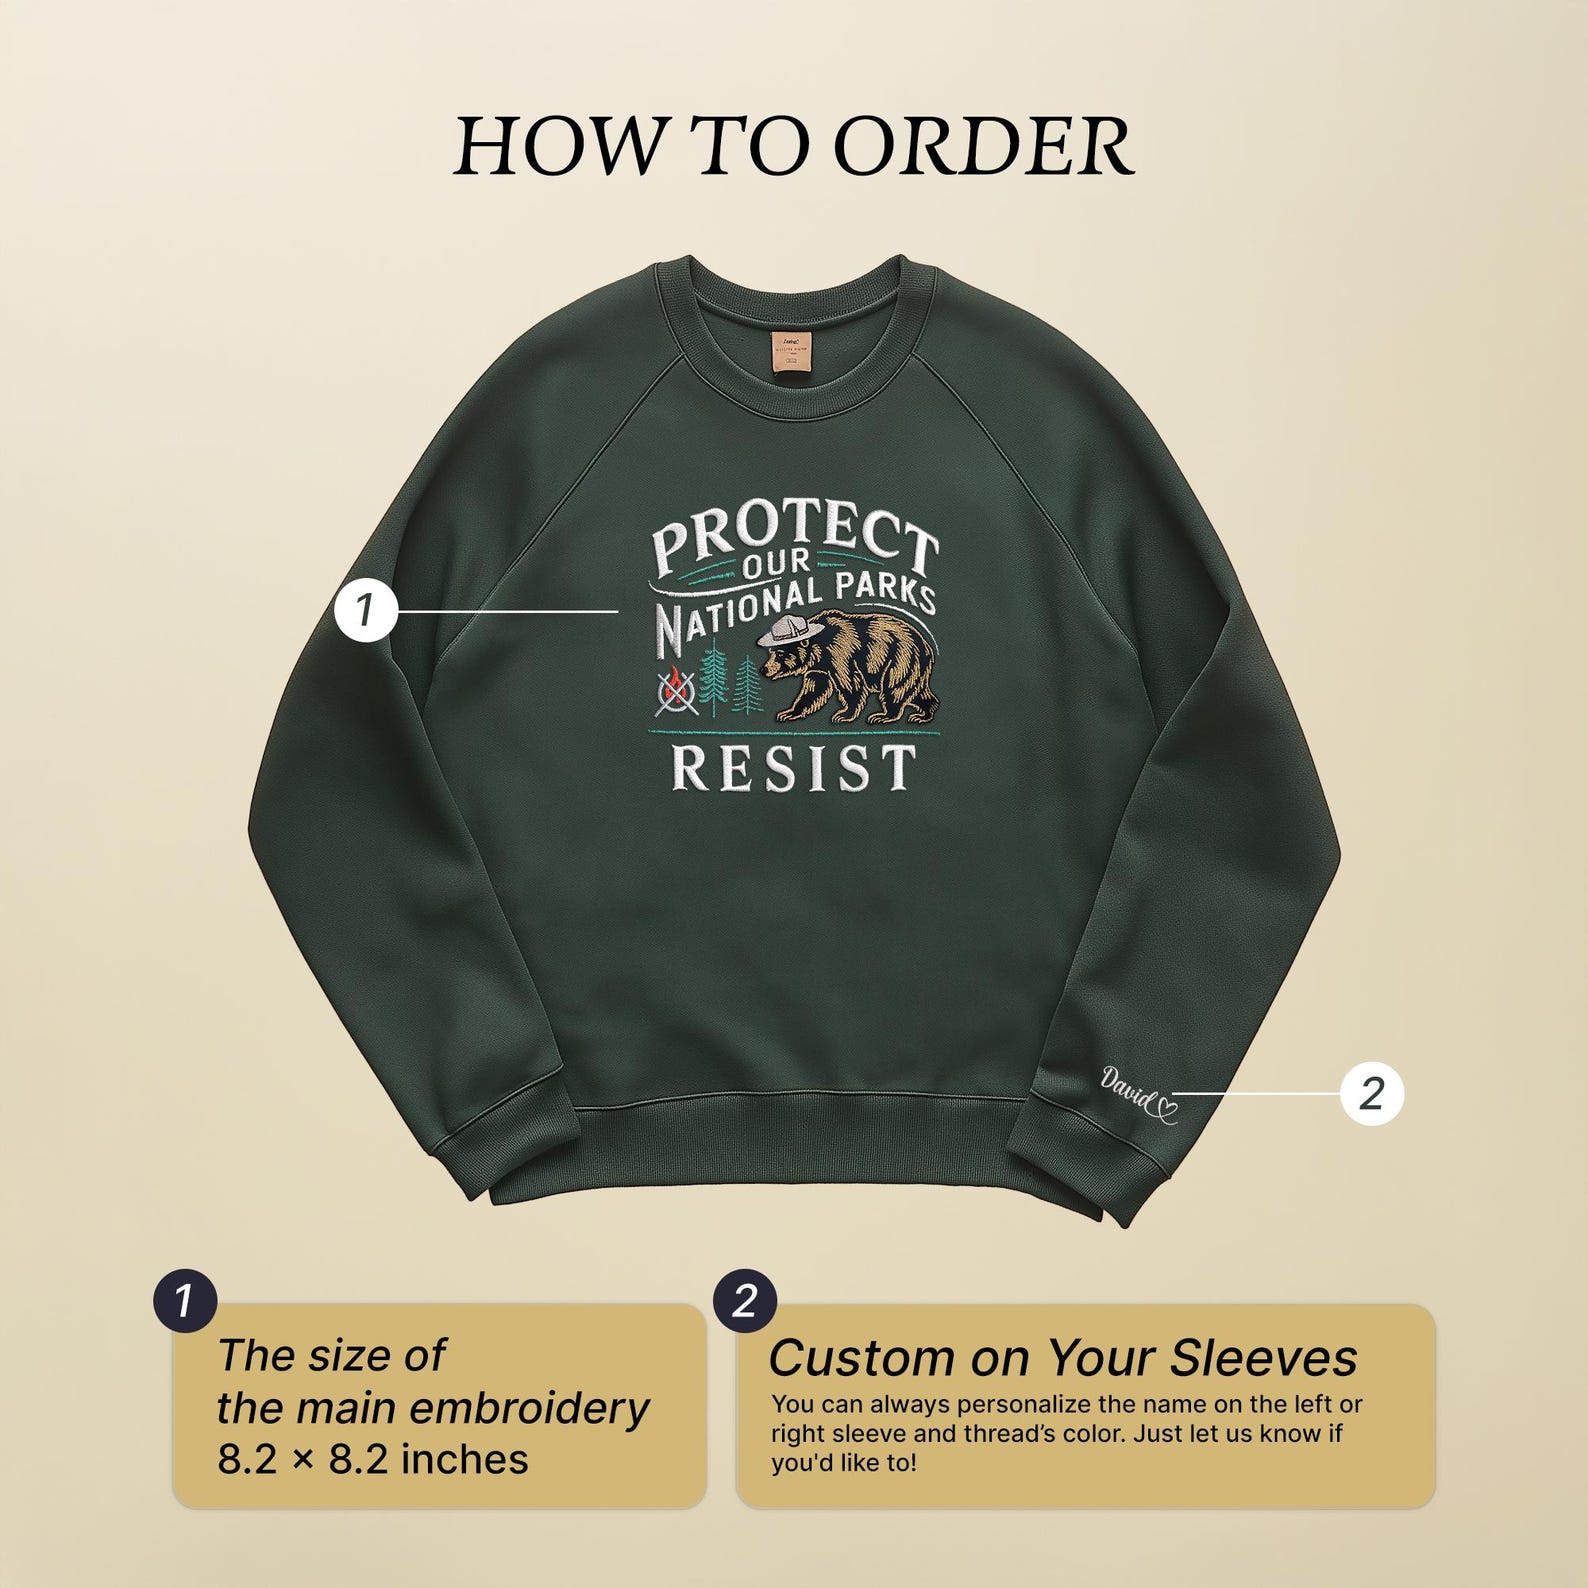 HOW TO ORDER
PROTECT
OUR
NATIONAL PARKS
RESIST
1
David
2
1
The size of
the main embroidery
8.2 × 8.2 inches
2
Custom on Your Sleeves
You can always personalize the name on the left or
right sleeve and thread’s color. Just let us know if
you'd like to!